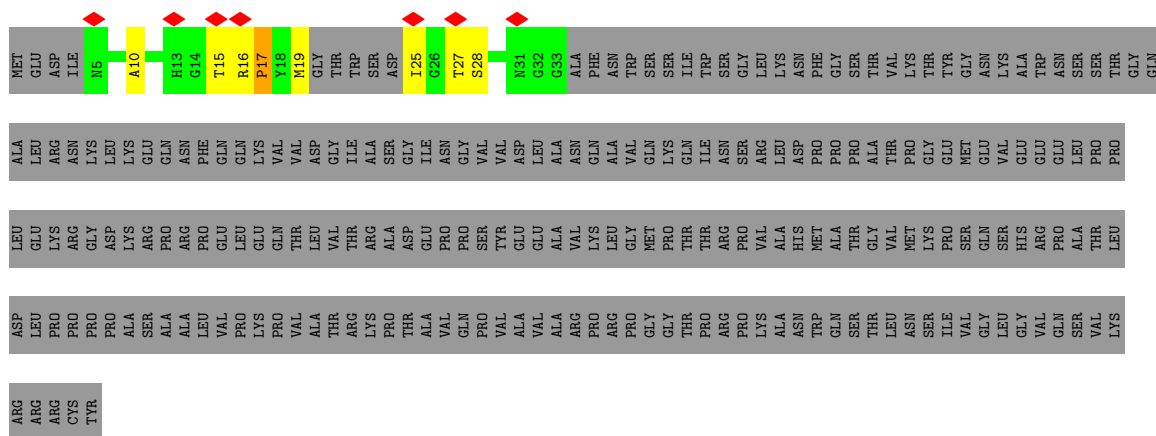 MET GLU ASP ILE N5 A10 H13 G14 T15 R16 P17 Y18 M19 GLY THR TRP SER ASP I25 G26 T27 S28 N31 G32 G33 ALA PHE ASN TRP SER SER ILE TRP SER GLY LEU LYS ASN PHE GLY SER THR VAL LYS THR TYR GLY ASN LYS ALA TRP ASN SER SER THR GLY GLN
ALA LEU ARG ASN LYS LEU LYS GLU GLN ASN PHE GLN GLN LYS VAL VAL ASP GLY ILE ALA SER GLY ILE ASN GLY VAL VAL ASP LEU ALA ASN GLN ALA VAL GLN LYS GLN ILE ASN SER ARG LEU ASP PRO PRO PRO ALA THR PRO GLY GLU MET GLU VAL GLU GLU GLU LEU PRO PRO
LEU GLU LYS ARG GLY ASP LYS ARG PRO ARG PRO GLU LEU GLU GLN THR LEU VAL THR ARG ALA ASP GLU PRO PRO SER TYR GLU GLU ALA VAL LYS LEU GLY MET PRO THR THR ARG PRO VAL ALA HIS MET ALA THR GLY VAL MET LYS PRO SER GLN SER HIS ARG PRO ALA THR LEU
ASP LEU PRO PRO PRO PRO ALA SER ALA ALA LEU VAL PRO LYS PRO VAL ALA THR ARG LYS PRO THR ALA VAL GLN PRO VAL ALA VAL ALA ARG PRO ARG PRO GLY GLY THR PRO ARG PRO LYS ALA ASN TRP GLN SER THR LEU ASN SER ILE VAL GLY LEU GLY VAL GLN SER VAL LYS
ARG ARG ARG CYS TYR